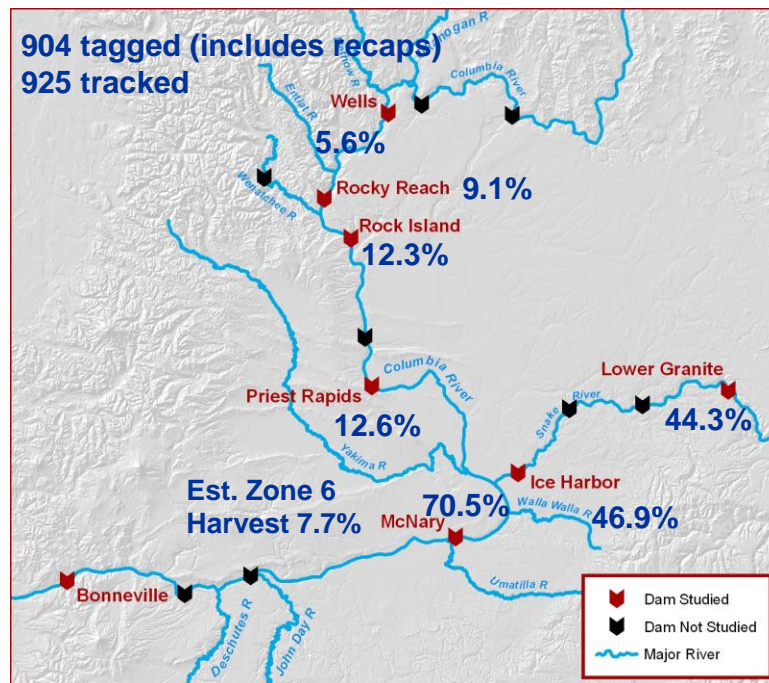 904 tagged (includes recaps)
925 tracked
Okanogan R
Methow R
Columbia River
Entiat R
Wells
5.6%
Rocky Reach 9.1%
Wenatchee R
Rock Island
12.3%
Columbia River
Lower Granite
Priest Rapids
Snake River
44.3%
12.6%
Yakima R
Ice Harbor
Est. Zone 6
70.5%
Walla Walla R
46.9%
Harvest 7.7%
McNary
Umatilla R
Bonneville
Deschutes R
John Day R
Dam Studied
Dam Not Studied
Major River